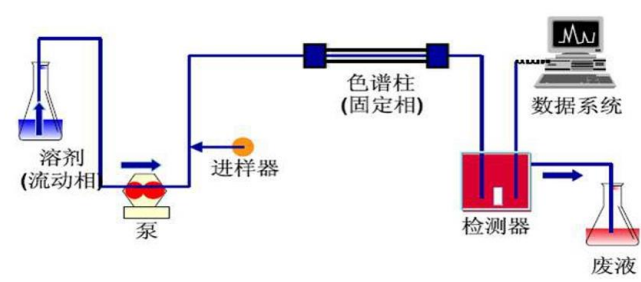 溶剂
(流动相)
泵
进样器
色谱柱
(固定相)
检测器
数据系统
废液